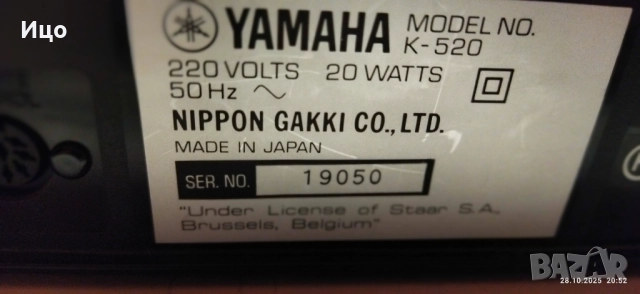 Ицо
YAMAHA MODEL NO. K-520
220 VOLTS 20 WATTS
50 Hz
NIPPON GAKKI CO., LTD.
MADE IN JAPAN
SER. NO. 19050
"Under License of Staar S.A.
Brussels, Belgium"
BAZAR
28.10.2025 20:52